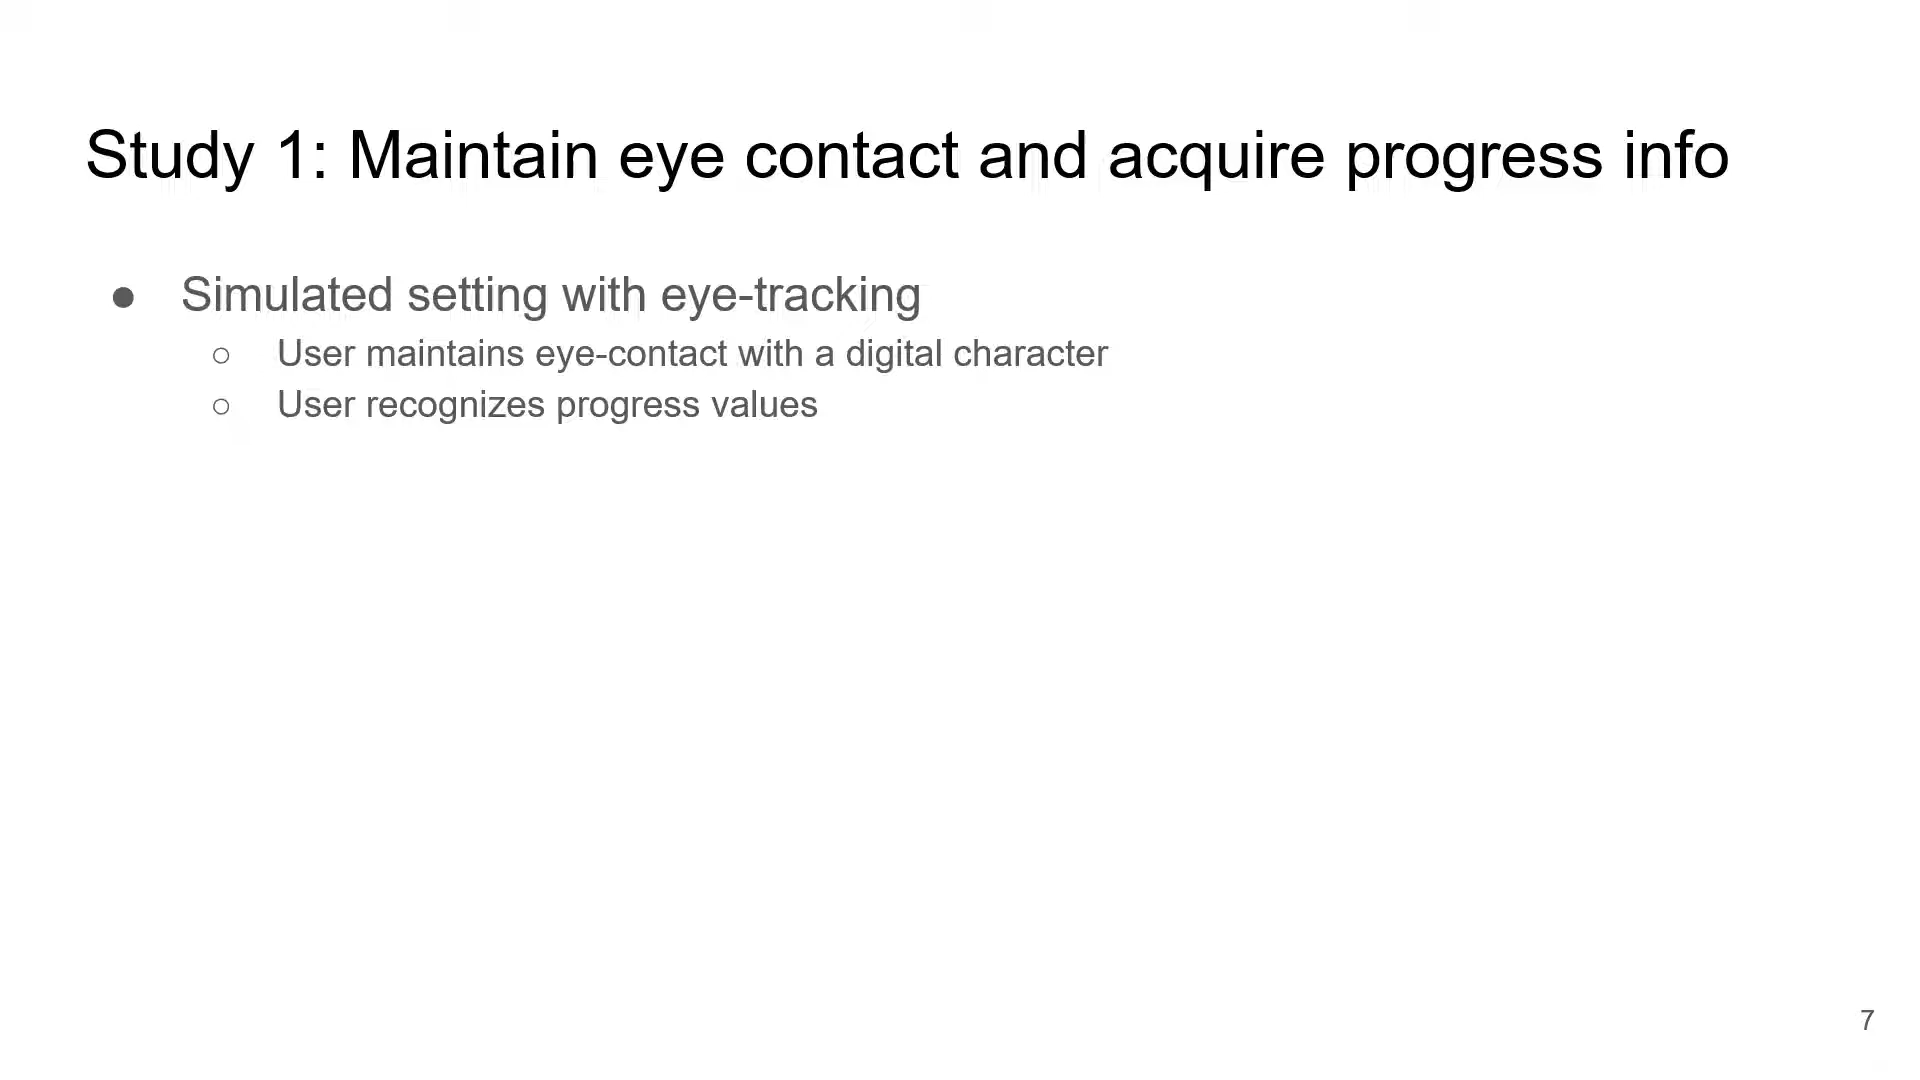 Study 1: Maintain eye contact and acquire progress info
● Simulated setting with eye-tracking
○ User maintains eye-contact with a digital character
○ User recognizes progress values
7